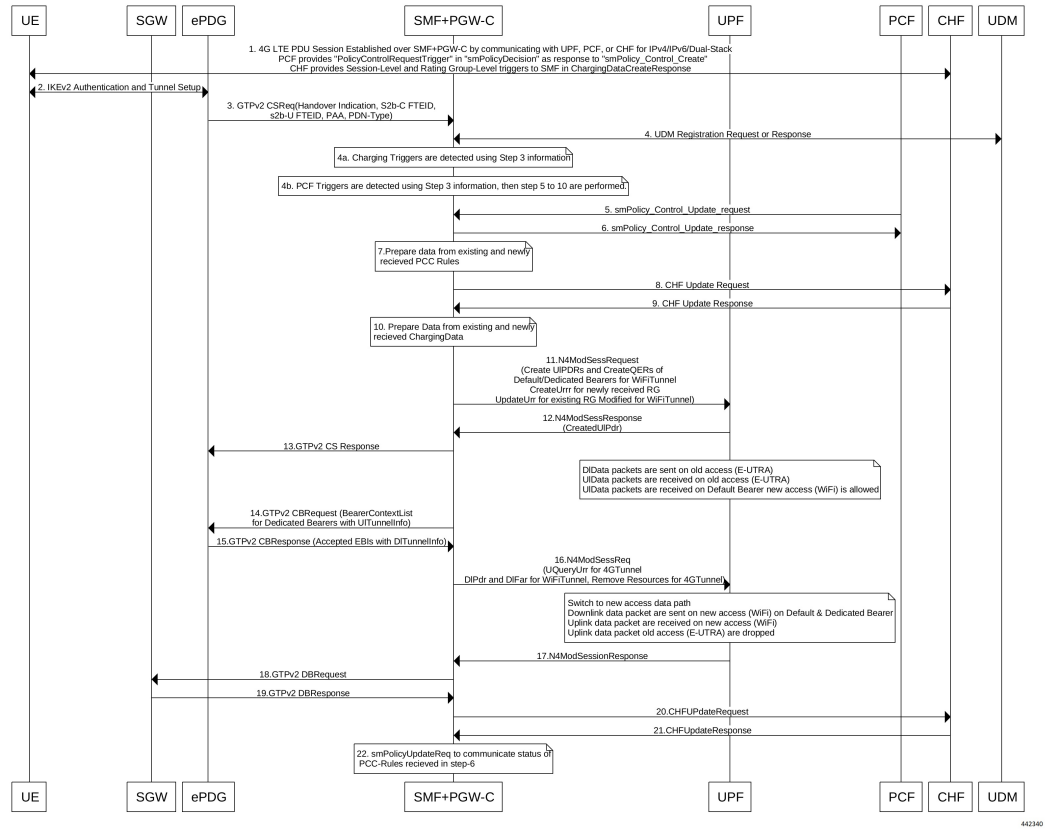 UE SGW ePDG SMF+PGW-C UPF PCF CHF UDM
1. 4G LTE PDU Session Established over SMF+PGW-C by communicating with UPF, PCF, or CHF for IPv4/IPv6/Dual-Stack
PCF provides "PolicyControlRequestTrigger" in "smPolicyDecision" as response to "smPolicy_Control_Create"
CHF provides Session-Level and Rating Group-Level triggers to SMF in ChargingDataCreateResponse
2. IKEv2 Authentication and Tunnel Setup
3. GTPv2 CSReq(Handover Indication, S2b-C FTEID,
s2b-U FTEID, PAA, PDN-Type)
4. UDM Registration Request or Response
4a. Charging Triggers are detected using Step 3 information
4b. PCF Triggers are detected using Step 3 information, then step 5 to 10 are performed.
5. smPolicy_Control_Update_request
6. smPolicy_Control_Update_response
7.Prepare data from existing and newly
recieved PCC Rules
8. CHF Update Request
9. CHF Update Response
10. Prepare Data from existing and newly
recieved ChargingData
11.N4ModSessRequest
(Create UlPDRs and CreateQERs of
Default/Dedicated Bearers for WiFiTunnel
CreateUrrr for newly received RG
UpdateUrr for existing RG Modified for WiFiTunnel)
12.N4ModSessResponse
(CreatedUlPdr)
13.GTPv2 CS Response
DlData packets are sent on old access (E-UTRA)
UlData packets are received on old access (E-UTRA)
UlData packets are received on Default Bearer new access (WiFi) is allowed
14.GTPv2 CBRequest (BearerContextList
for Dedicated Bearers with UlTunnelInfo)
15.GTPv2 CBResponse (Accepted EBIs with DlTunnelInfo)
16.N4ModSessReq
(UQueryUrr for 4GTunnel
DlPdr and DlFar for WiFiTunnel, Remove Resources for 4GTunnel)
Switch to new access data path
Downlink data packet are sent on new access (WiFi) on Default & Dedicated Bearer
Uplink data packet are received on new access (WiFi)
Uplink data packet old access (E-UTRA) are dropped
17.N4ModSessionResponse
18.GTPv2 DBRequest
19.GTPv2 DBResponse
20.CHFUPdateRequest
21.CHFUpdateResponse
22. smPolicyUpdateReq to communicate status of
PCC-Rules recieved in step-6
UE SGW ePDG SMF+PGW-C UPF PCF CHF UDM
442340